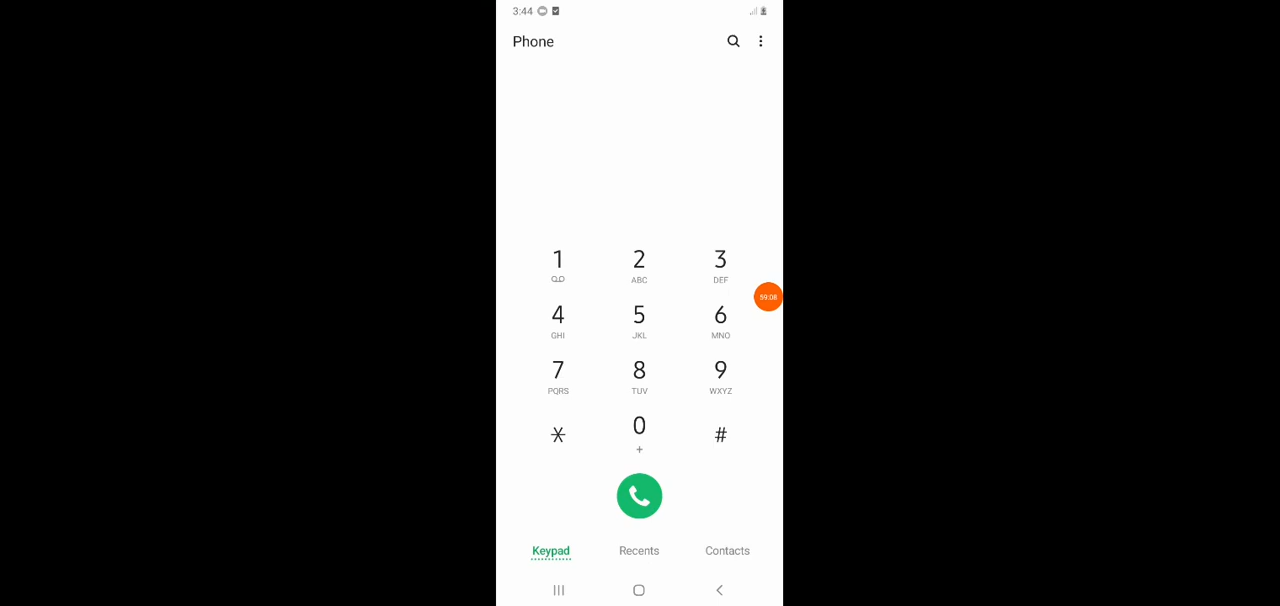 3:44
Phone
1 2 3
ABC DEF
4 5 6
GHI JKL MNO
59:08
7 8 9
PQRS TUV WXYZ
* 0 #
+
Keypad Recents Contacts